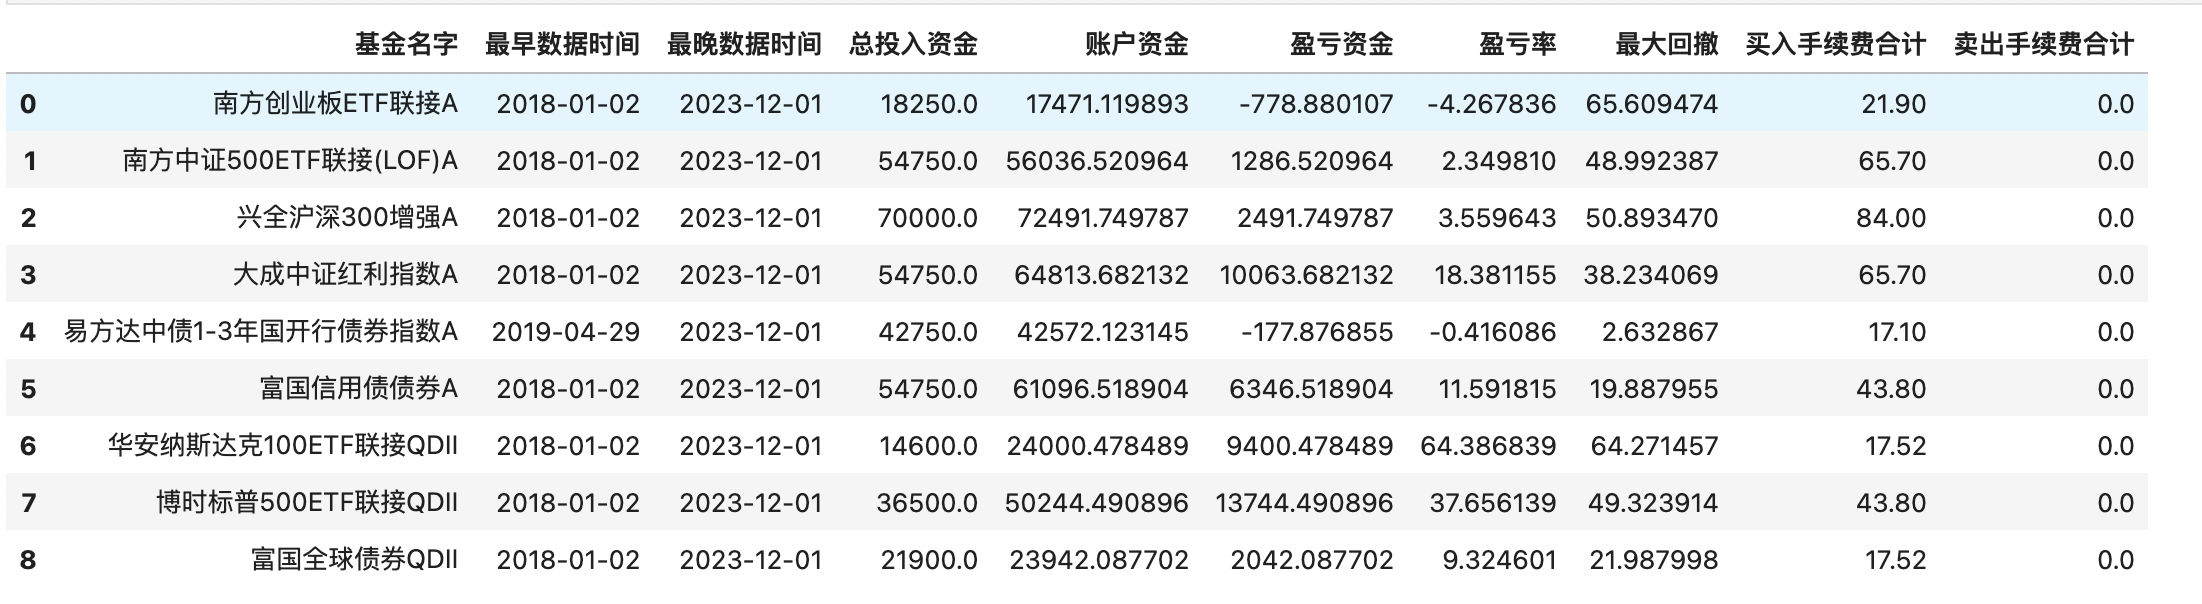 基金名字 最早数据时间 最晚数据时间 总投入资金 账户资金 盈亏资金 盈亏率 最大回撤 买入手续费合计 卖出手续费合计
0 南方创业板ETF联接A 2018-01-02 2023-12-01 18250.0 17471.119893 -778.880107 -4.267836 65.609474 21.90 0.0
1 南方中证500ETF联接(LOF)A 2018-01-02 2023-12-01 54750.0 56036.520964 1286.520964 2.349810 48.992387 65.70 0.0
2 兴全沪深300增强A 2018-01-02 2023-12-01 70000.0 72491.749787 2491.749787 3.559643 50.893470 84.00 0.0
3 大成中证红利指数A 2018-01-02 2023-12-01 54750.0 64813.682132 10063.682132 18.381155 38.234069 65.70 0.0
4 易方达中债1-3年国开行债券指数A 2019-04-29 2023-12-01 42750.0 42572.123145 -177.876855 -0.416086 2.632867 17.10 0.0
5 富国信用债债券A 2018-01-02 2023-12-01 54750.0 61096.518904 6346.518904 11.591815 19.887955 43.80 0.0
6 华安纳斯达克100ETF联接QDII 2018-01-02 2023-12-01 14600.0 24000.478489 9400.478489 64.386839 64.271457 17.52 0.0
7 博时标普500ETF联接QDII 2018-01-02 2023-12-01 36500.0 50244.490896 13744.490896 37.656139 49.323914 43.80 0.0
8 富国全球债券QDII 2018-01-02 2023-12-01 21900.0 23942.087702 2042.087702 9.324601 21.987998 17.52 0.0